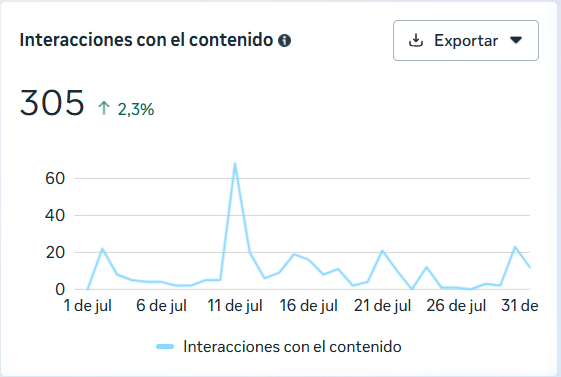 Interacciones con el contenido
Exportar
305 ↑ 2,3%
60
40
20
0
1 de jul 6 de jul 11 de jul 16 de jul 21 de jul 26 de jul 31 de
Interacciones con el contenido